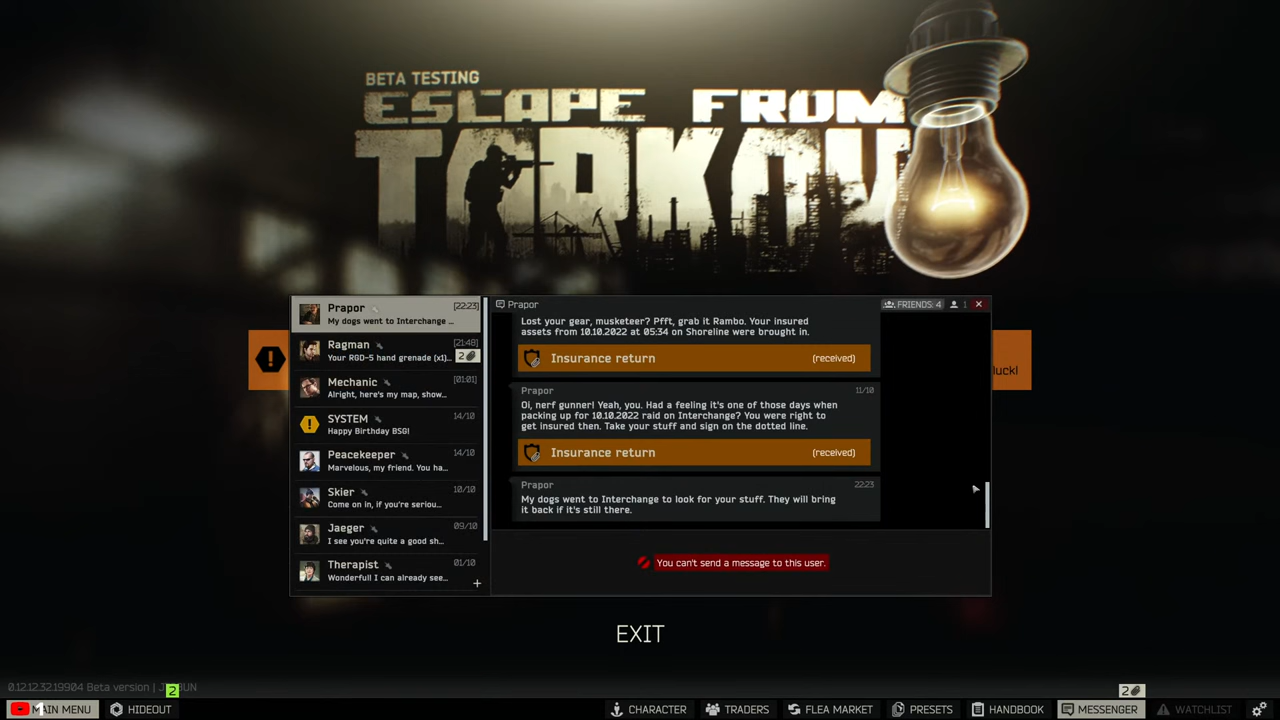 BETA TESTING
ESCAPE FROM
TARKOV
Prapor
[22:23]
My dogs went to Interchange ...
Ragman
[21:48]
Your RGD-5 hand grenade (x1)...
2
Mechanic
[01:01]
Alright, here's my map, show...
SYSTEM
14/10
Happy Birthday BSG!
Peacekeeper
14/10
Marvelous, my friend. You ha...
Skier
10/10
Come on in, if you're seriou...
Jaeger
09/10
I see you're quite a good sh...
Therapist
01/10
Wonderful! I can already see...
+
Prapor
FRIENDS: 4
1
Lost your gear, musketeer? Pfft, grab it Rambo. Your insured
assets from 10.10.2022 at 05:34 on Shoreline were brought in.
Insurance return
(received)
Prapor
11/10
Oi, nerf gunner! Yeah, you. Had a feeling it's one of those days when
packing up for 10.10.2022 raid on Interchange? You were right to
get insured then. Take your stuff and sign on the dotted line.
Insurance return
(received)
Prapor
22:23
My dogs went to Interchange to look for your stuff. They will bring
it back if it's still there.
You can't send a message to this user.
luck!
EXIT
0.12.12.32.19904 Beta version |
2
2
MAIN MENU
HIDEOUT
CHARACTER
TRADERS
FLEA MARKET
PRESETS
HANDBOOK
MESSENGER
WATCHLIST